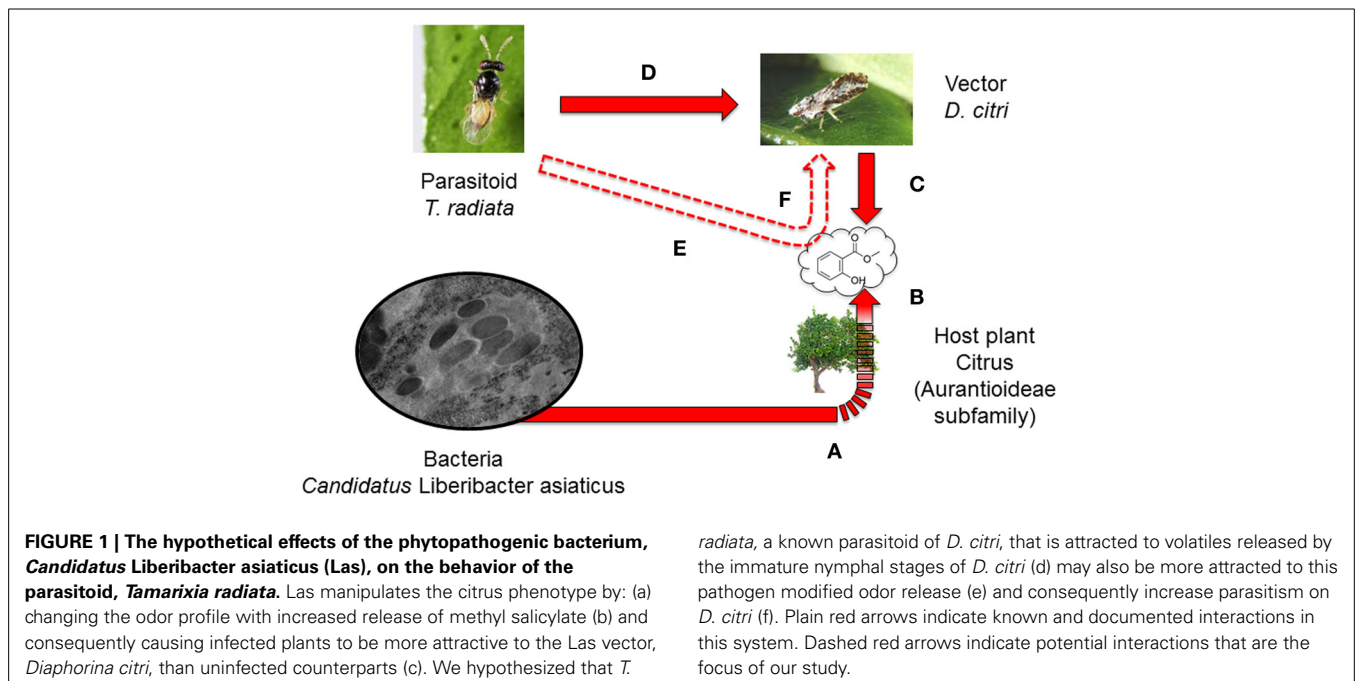 D
Vector
D. citri
C
Parasitoid
T. radiata
F
E
O
O
OH
B
Host plant
Citrus
(Aurantioideae
subfamily)
A
Bacteria
Candidatus Liberibacter asiaticus
FIGURE 1 | The hypothetical effects of the phytopathogenic bacterium,
Candidatus Liberibacter asiaticus (Las), on the behavior of the
parasitoid, Tamarixia radiata. Las manipulates the citrus phenotype by: (a)
changing the odor profile with increased release of methyl salicylate (b) and
consequently causing infected plants to be more attractive to the Las vector,
Diaphorina citri, than uninfected counterparts (c). We hypothesized that T.
radiata, a known parasitoid of D. citri, that is attracted to volatiles released by
the immature nymphal stages of D. citri (d) may also be more attracted to this
pathogen modified odor release (e) and consequently increase parasitism on
D. citri (f). Plain red arrows indicate known and documented interactions in
this system. Dashed red arrows indicate potential interactions that are the
focus of our study.